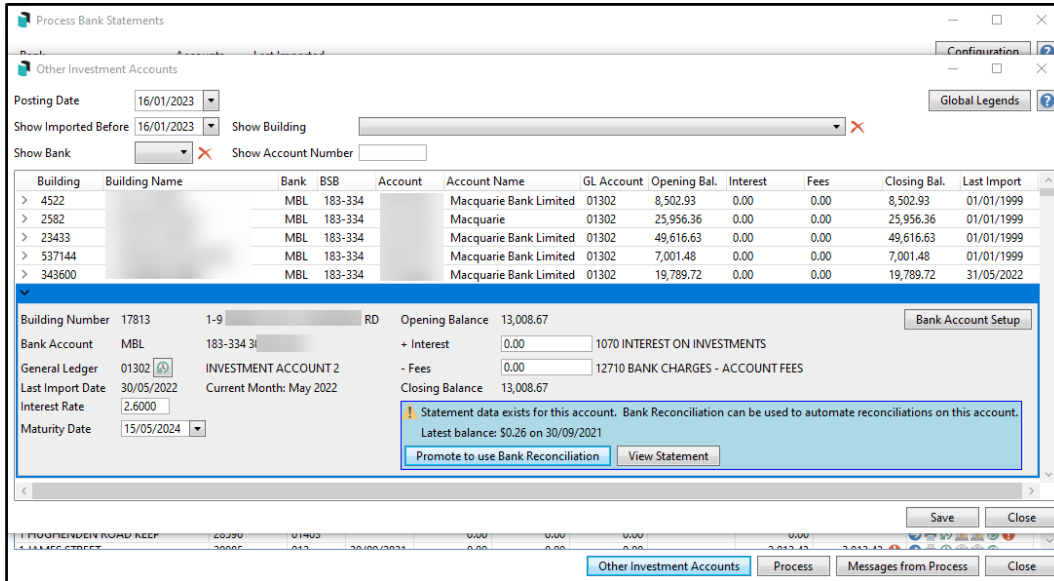 Process Bank Statements
Configuration
Other Investment Accounts
Posting Date 16/01/2023 Global Legends
Show Imported Before 16/01/2023 Show Building
Show Bank Show Account Number
Building Building Name Bank BSB Account Account Name GL Account Opening Bal. Interest Fees Closing Bal. Last Import
> 4522 MBL 183-334 Macquarie Bank Limited 01302 8,502.93 0.00 0.00 8,502.93 01/01/1999
> 2582 MBL 183-334 Macquarie 01302 25,956.36 0.00 0.00 25,956.36 01/01/1999
> 23433 MBL 183-334 Macquarie Bank Limited 01302 49,616.63 0.00 0.00 49,616.63 01/01/1999
> 537144 MBL 183-334 Macquarie Bank Limited 01302 7,001.48 0.00 0.00 7,001.48 01/01/1999
> 343600 MBL 183-334 Macquarie Bank Limited 01302 19,789.72 0.00 0.00 19,789.72 31/05/2022
Building Number 17813 1-9 RD Opening Balance 13,008.67 Bank Account Setup
Bank Account MBL 183-334 + Interest 0.00 1070 INTEREST ON INVESTMENTS
General Ledger 01302 INVESTMENT ACCOUNT 2 - Fees 0.00 12710 BANK CHARGES - ACCOUNT FEES
Last Import Date 30/05/2022 Current Month: May 2022 Closing Balance 13,008.67
Interest Rate 2.6000
Statement data exists for this account. Bank Reconciliation can be used to automate reconciliations on this account.
Maturity Date 15/05/2024
Latest balance: $0.26 on 30/09/2021
Promote to use Bank Reconciliation View Statement
Save Close
Other Investment Accounts Process Messages from Process Close